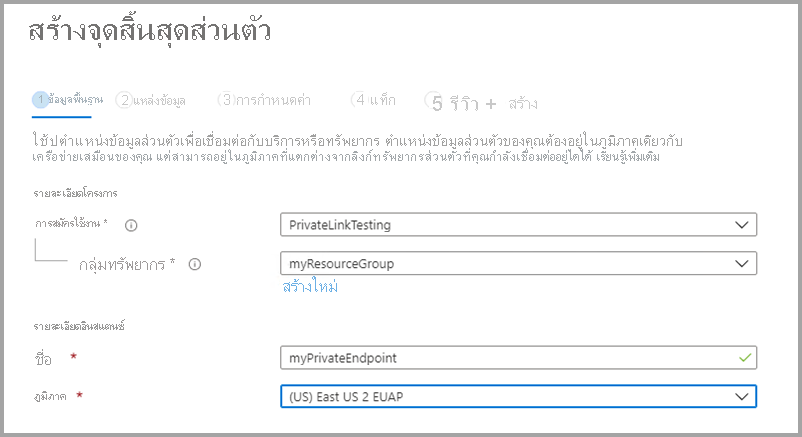 สร้างจุดสิ้นสุดส่วนตัว
1 ข้อมูลพื้นฐาน 2 แหล่งข้อมูล 3 การกำหนดค่า 4 แท็ก 5 รีวิว + สร้าง
ใช้ปตำแหน่งข้อมูลส่วนตัวเพื่อเชื่อมต่อกับบริการหรือทรัพยากร ตำแหน่งข้อมูลส่วนตัวของคุณต้องอยู่ในภูมิภาคเดียวกับ
เครือข่ายเสมือนของคุณ แต่สามารถอยู่ในภูมิภาคที่แตกต่างจากลิงก์ทรัพยากรส่วนตัวที่คุณกำลังเชื่อมต่ออยู่ได้ เรียนรู้เพิ่มเติม
รายละเอียดโครงการ
การสมัครใช้งาน * PrivateLinkTesting
กลุ่มทรัพยากร * myResourceGroup
สร้างใหม่
รายละเอียดอินสแตนซ์
ชื่อ * myPrivateEndpoint
ภูมิภาค * (US) East US 2 EUAP